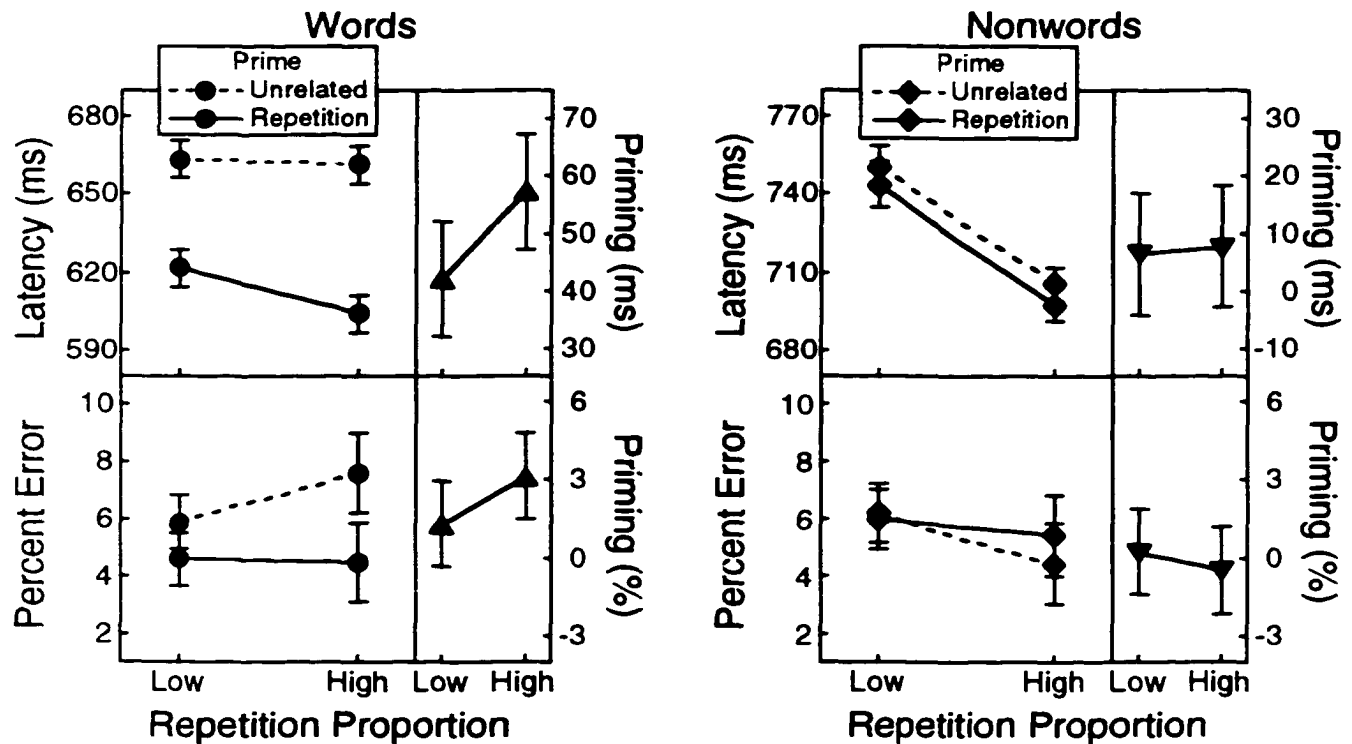 Words
Prime
Unrelated
Repetition
Latency (ms)
680
650
620
590
70
60
50
40
30
Priming (ms)
Percent Error
10
8
6
4
2
6
3
0
-3
Priming (%)
Low High Low High
Repetition Proportion
Nonwords
Prime
Unrelated
Repetition
Latency (ms)
770
740
710
680
30
20
10
0
-10
Priming (ms)
Percent Error
10
8
6
4
2
6
3
0
-3
Priming (%)
Low High Low High
Repetition Proportion